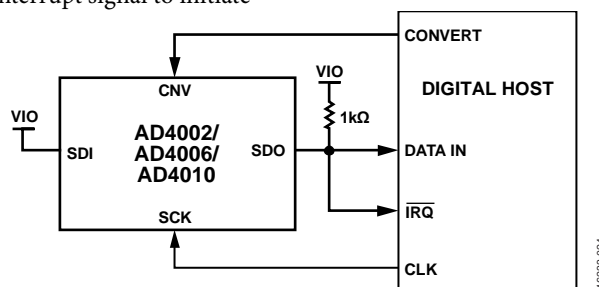 nterrupt signal to initiate
CONVERT
VIO
CNV
DIGITAL HOST
VIO
1kΩ
AD4002/
AD4006/
AD4010
SDI
SDO
DATA IN
IRQ
SCK
CLK